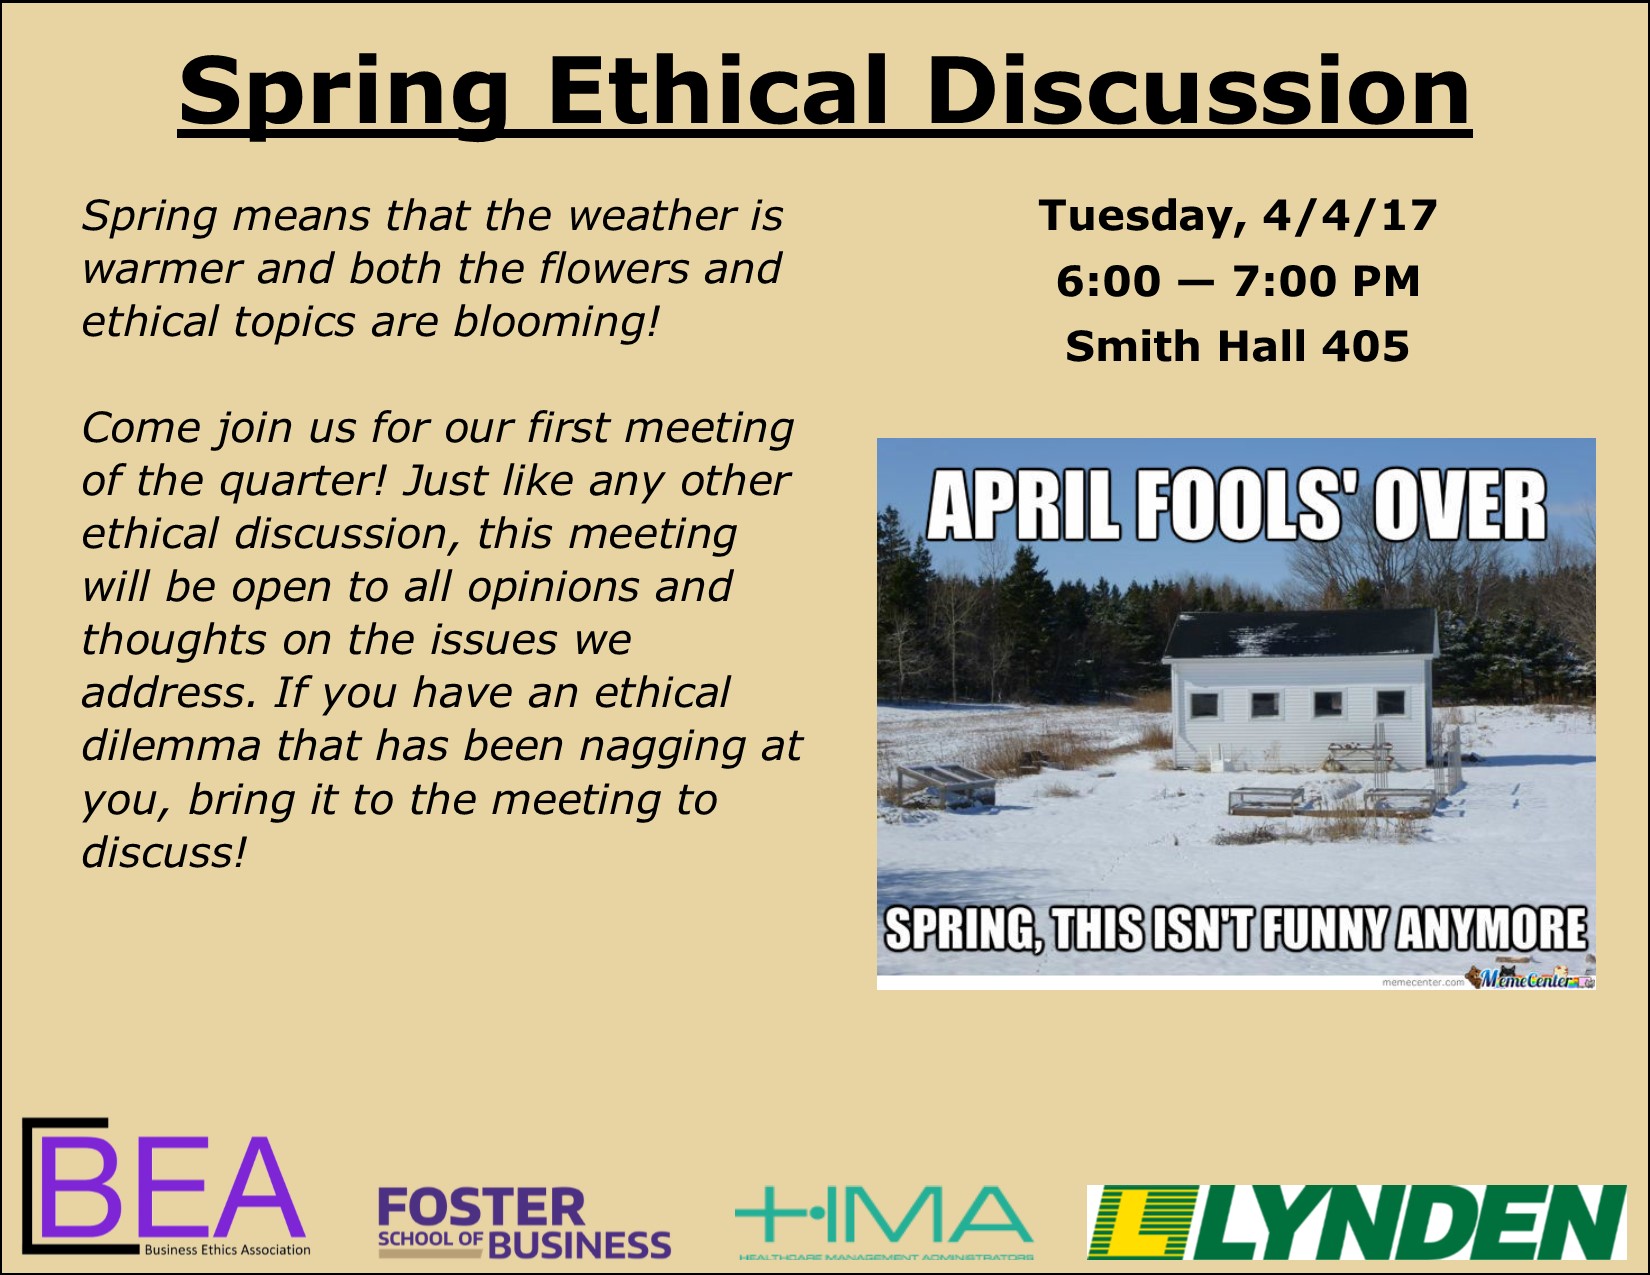 Spring Ethical Discussion
Spring means that the weather is
warmer and both the flowers and
ethical topics are blooming!
Come join us for our first meeting
of the quarter! Just like any other
ethical discussion, this meeting
will be open to all opinions and
thoughts on the issues we
address. If you have an ethical
dilemma that has been nagging at
you, bring it to the meeting to
discuss!
Tuesday, 4/4/17
6:00 — 7:00 PM
Smith Hall 405
APRIL FOOLS' OVER
SPRING, THIS ISN'T FUNNY ANYMORE
memecenter.com MemeCenter
BEA
Business Ethics Association
FOSTER
SCHOOL OF BUSINESS
HMA
HEALTHCARE MANAGEMENT ADMINISTRATORS
LYNDEN